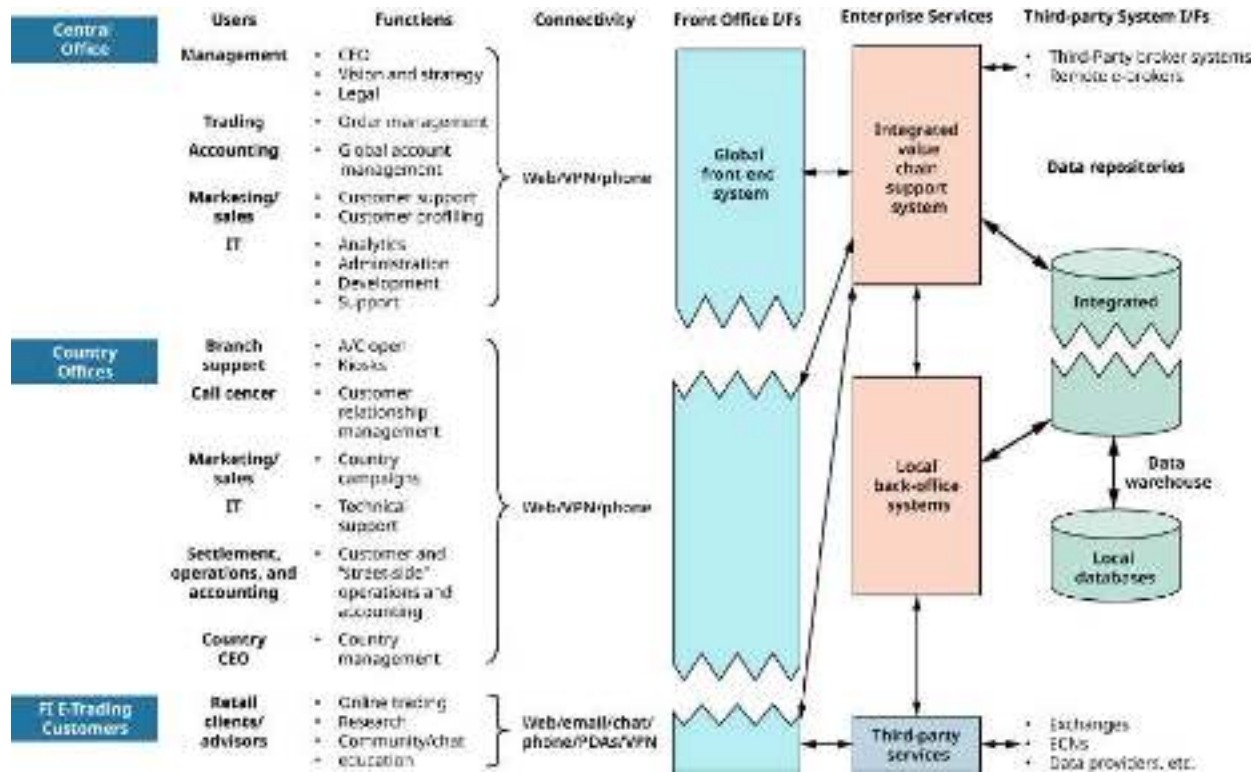 Users
Functions
Connectivity
Front Office I/Fs
Enterprise Services
Third-party System I/Fs
Central
Office
Management
• CEO
• Vision and strategy
• Legal
Trading
• Order management
Accounting
• Global account
management
Marketing/
sales
• Customer support
• Customer profilling
IT
• Analytics
• Administration
• Development
• Support
Web/VPN/phone
Global
front-end
system
Integrated
value
chain
support
system
• Third-Party broker systems
• Remote e-brokers
Data repositories
Integrated
Country
Offices
Branch
support
• A/C open
• Kiosks
Call center
• Customer
relationship
management
Marketing/
sales
• Country
campaigns
IT
• Technical
support
Settlement,
operations, and
accounting
• Customer and
"street-side"
operations and
accounting
Country
CEO
• Country
management
Web/VPN/phone
Local
back-office
systems
Data
warehouse
Local
databases
FI E-Trading
Customers
Retail
clients/
advisors
• Online trading
• Research
• Community/chat
• education
Web/email/chat/
phone/PDAs/VPN
Third-party
services
• Exchanges
• ECNs
• Data providers, etc.